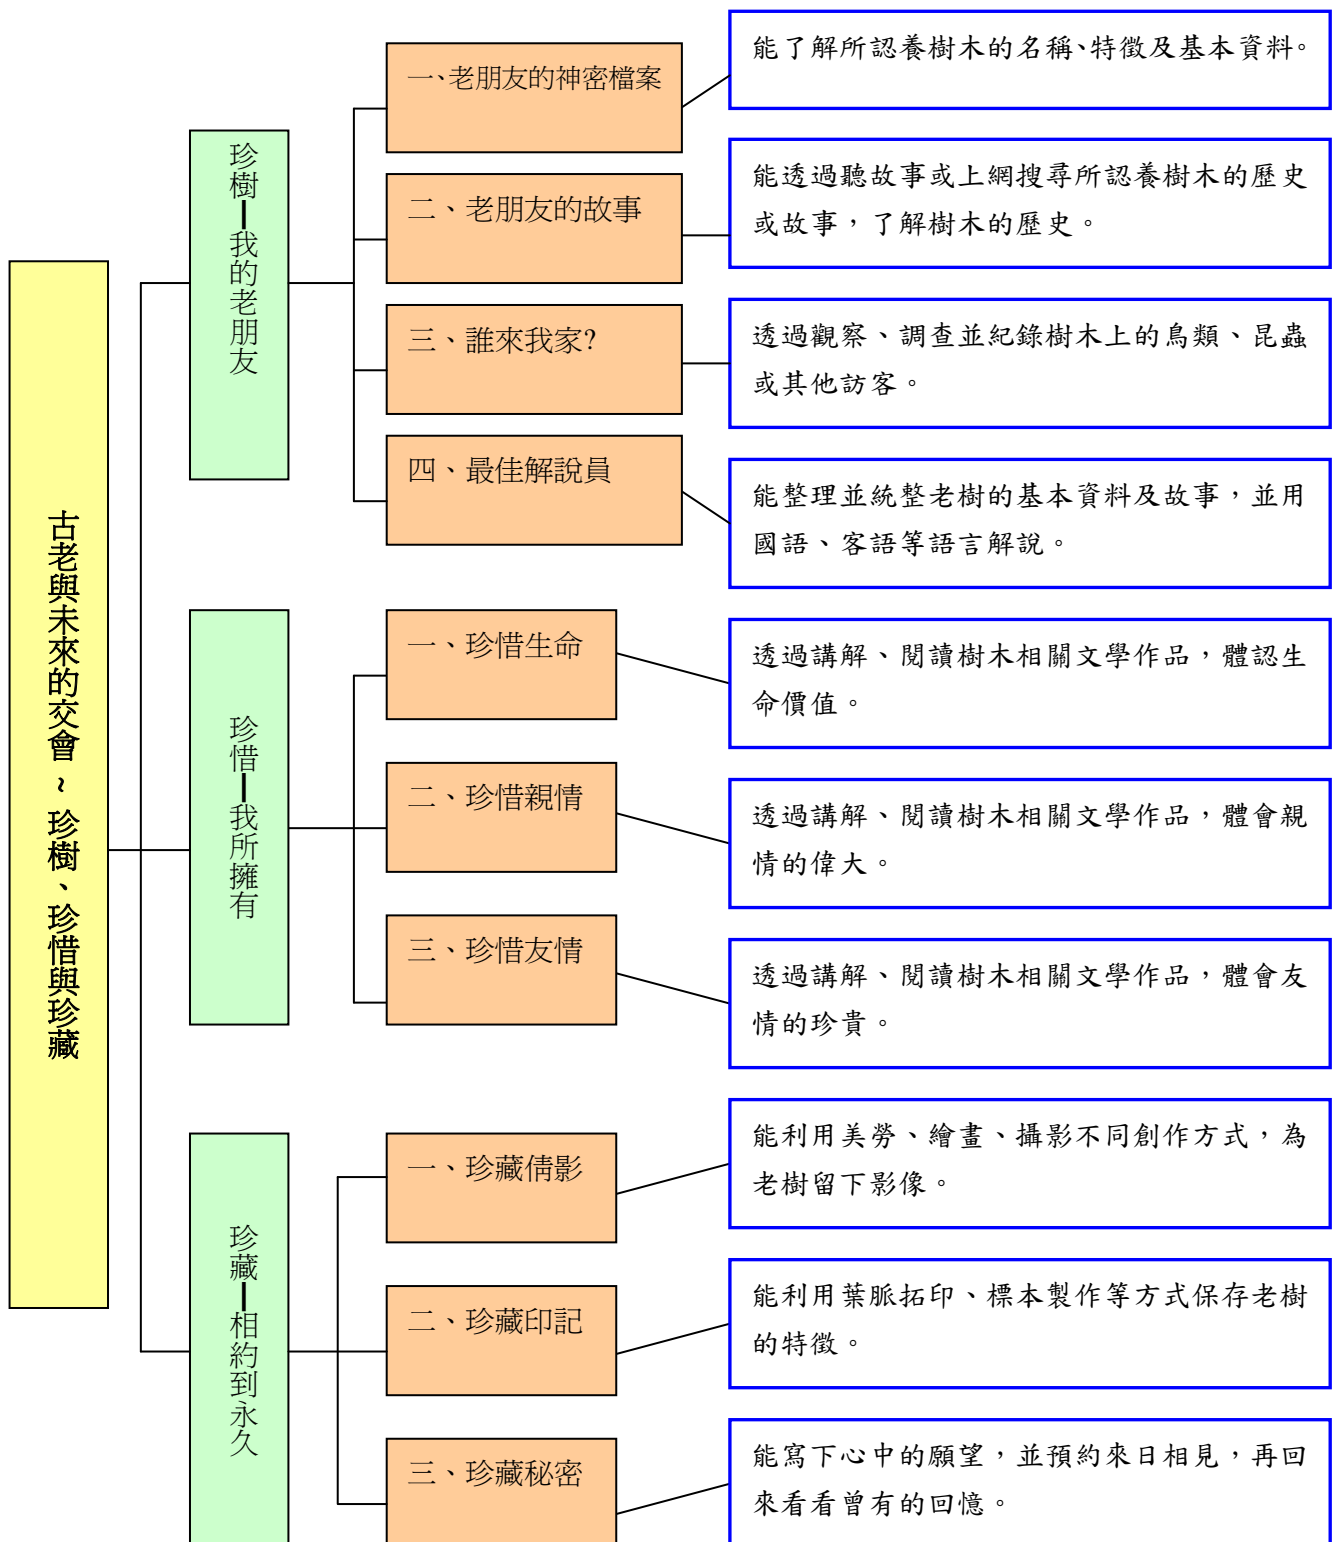 古老與未來的交會~珍樹、珍惜與珍藏
珍樹—我的老朋友
一、老朋友的神密檔案
能了解所認養樹木的名稱、特徵及基本資料。
二、老朋友的故事
能透過聽故事或上網搜尋所認養樹木的歷史
或故事，了解樹木的歷史。
三、誰來我家?
透過觀察、調查並紀錄樹木上的鳥類、昆蟲
或其他訪客。
四、最佳解說員
能整理並統整老樹的基本資料及故事，並用
國語、客語等語言解說。
珍惜—我所擁有
一、珍惜生命
透過講解、閱讀樹木相關文學作品，體認生
命價值。
二、珍惜親情
透過講解、閱讀樹木相關文學作品，體會親
情的偉大。
三、珍惜友情
透過講解、閱讀樹木相關文學作品，體會友
情的珍貴。
珍藏—相約到永久
一、珍藏倩影
能利用美勞、繪畫、攝影不同創作方式，為
老樹留下影像。
二、珍藏印記
能利用葉脈拓印、標本製作等方式保存老樹
的特徵。
三、珍藏秘密
能寫下心中的願望，並預約來日相見，再回
來看看曾有的回憶。